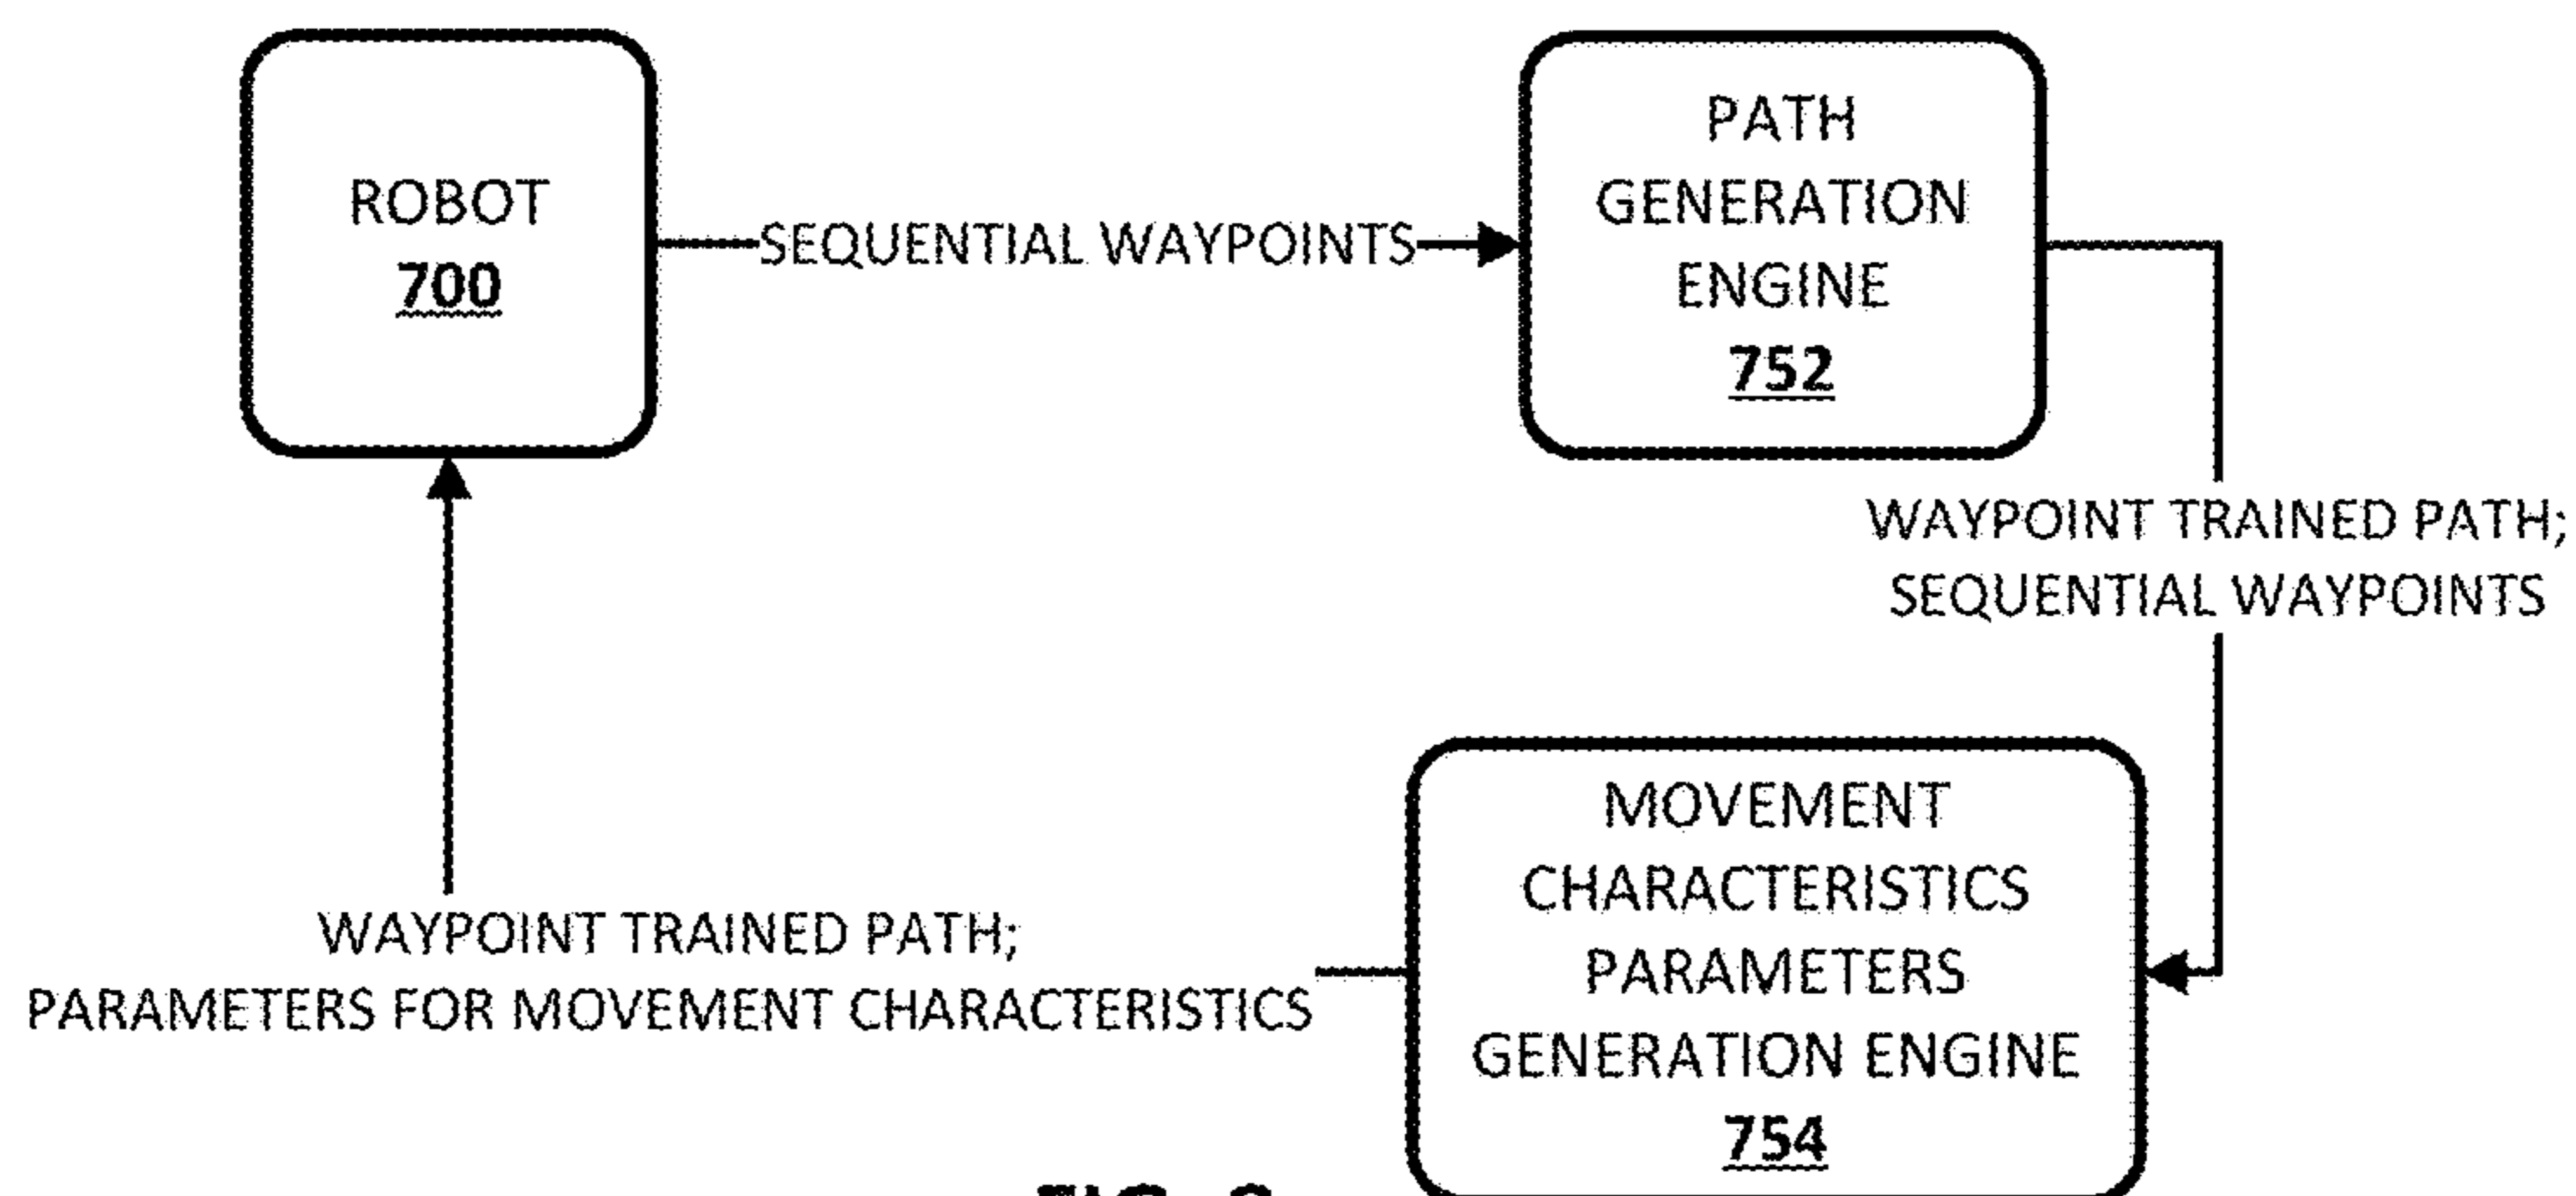 ROBOT
700
SEQUENTIAL WAYPOINTS
PATH
GENERATION
ENGINE
752
WAYPOINT TRAINED PATH;
SEQUENTIAL WAYPOINTS
MOVEMENT
CHARACTERISTICS
PARAMETERS
GENERATION ENGINE
754
WAYPOINT TRAINED PATH;
PARAMETERS FOR MOVEMENT CHARACTERISTICS